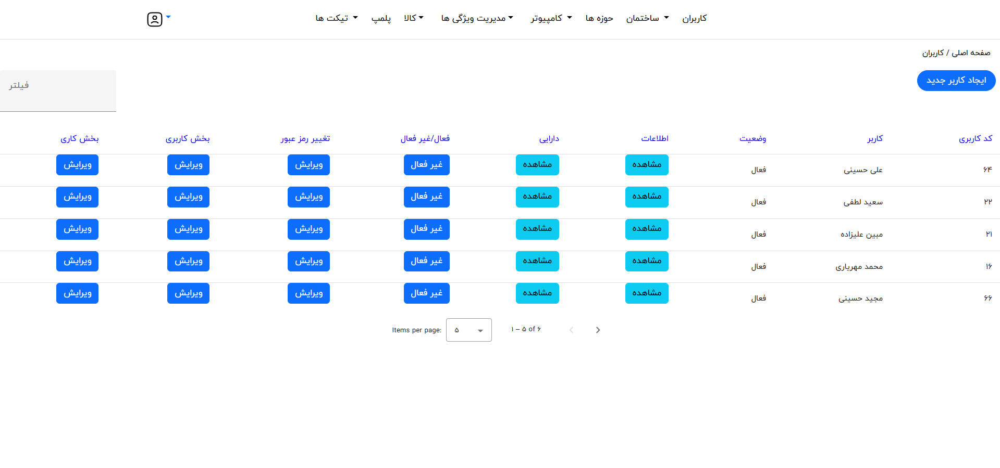 کاربران ساختمان حوزه ها کامپیوتر مدیریت ویژگی ها کالا پلمپ تیکت ها
صفحه اصلی / کاربران
ایجاد کاربر جدید
فیلتر
کد کاربری کاربر وضعیت اطلاعات دارایی فعال/غیر فعال تغییر رمز عبور بخش کاربری بخش کاری
۶۴ علی حسینی فعال مشاهده مشاهده غیر فعال ویرایش ویرایش ویرایش
۲۲ سعید لطفی فعال مشاهده مشاهده غیر فعال ویرایش ویرایش ویرایش
۲۱ مبین علیزاده فعال مشاهده مشاهده غیر فعال ویرایش ویرایش ویرایش
۱۶ محمد مهریاری فعال مشاهده مشاهده غیر فعال ویرایش ویرایش ویرایش
۶۶ مجید حسینی فعال مشاهده مشاهده غیر فعال ویرایش ویرایش ویرایش
Items per page: ۵ ۱ – ۵ of ۶